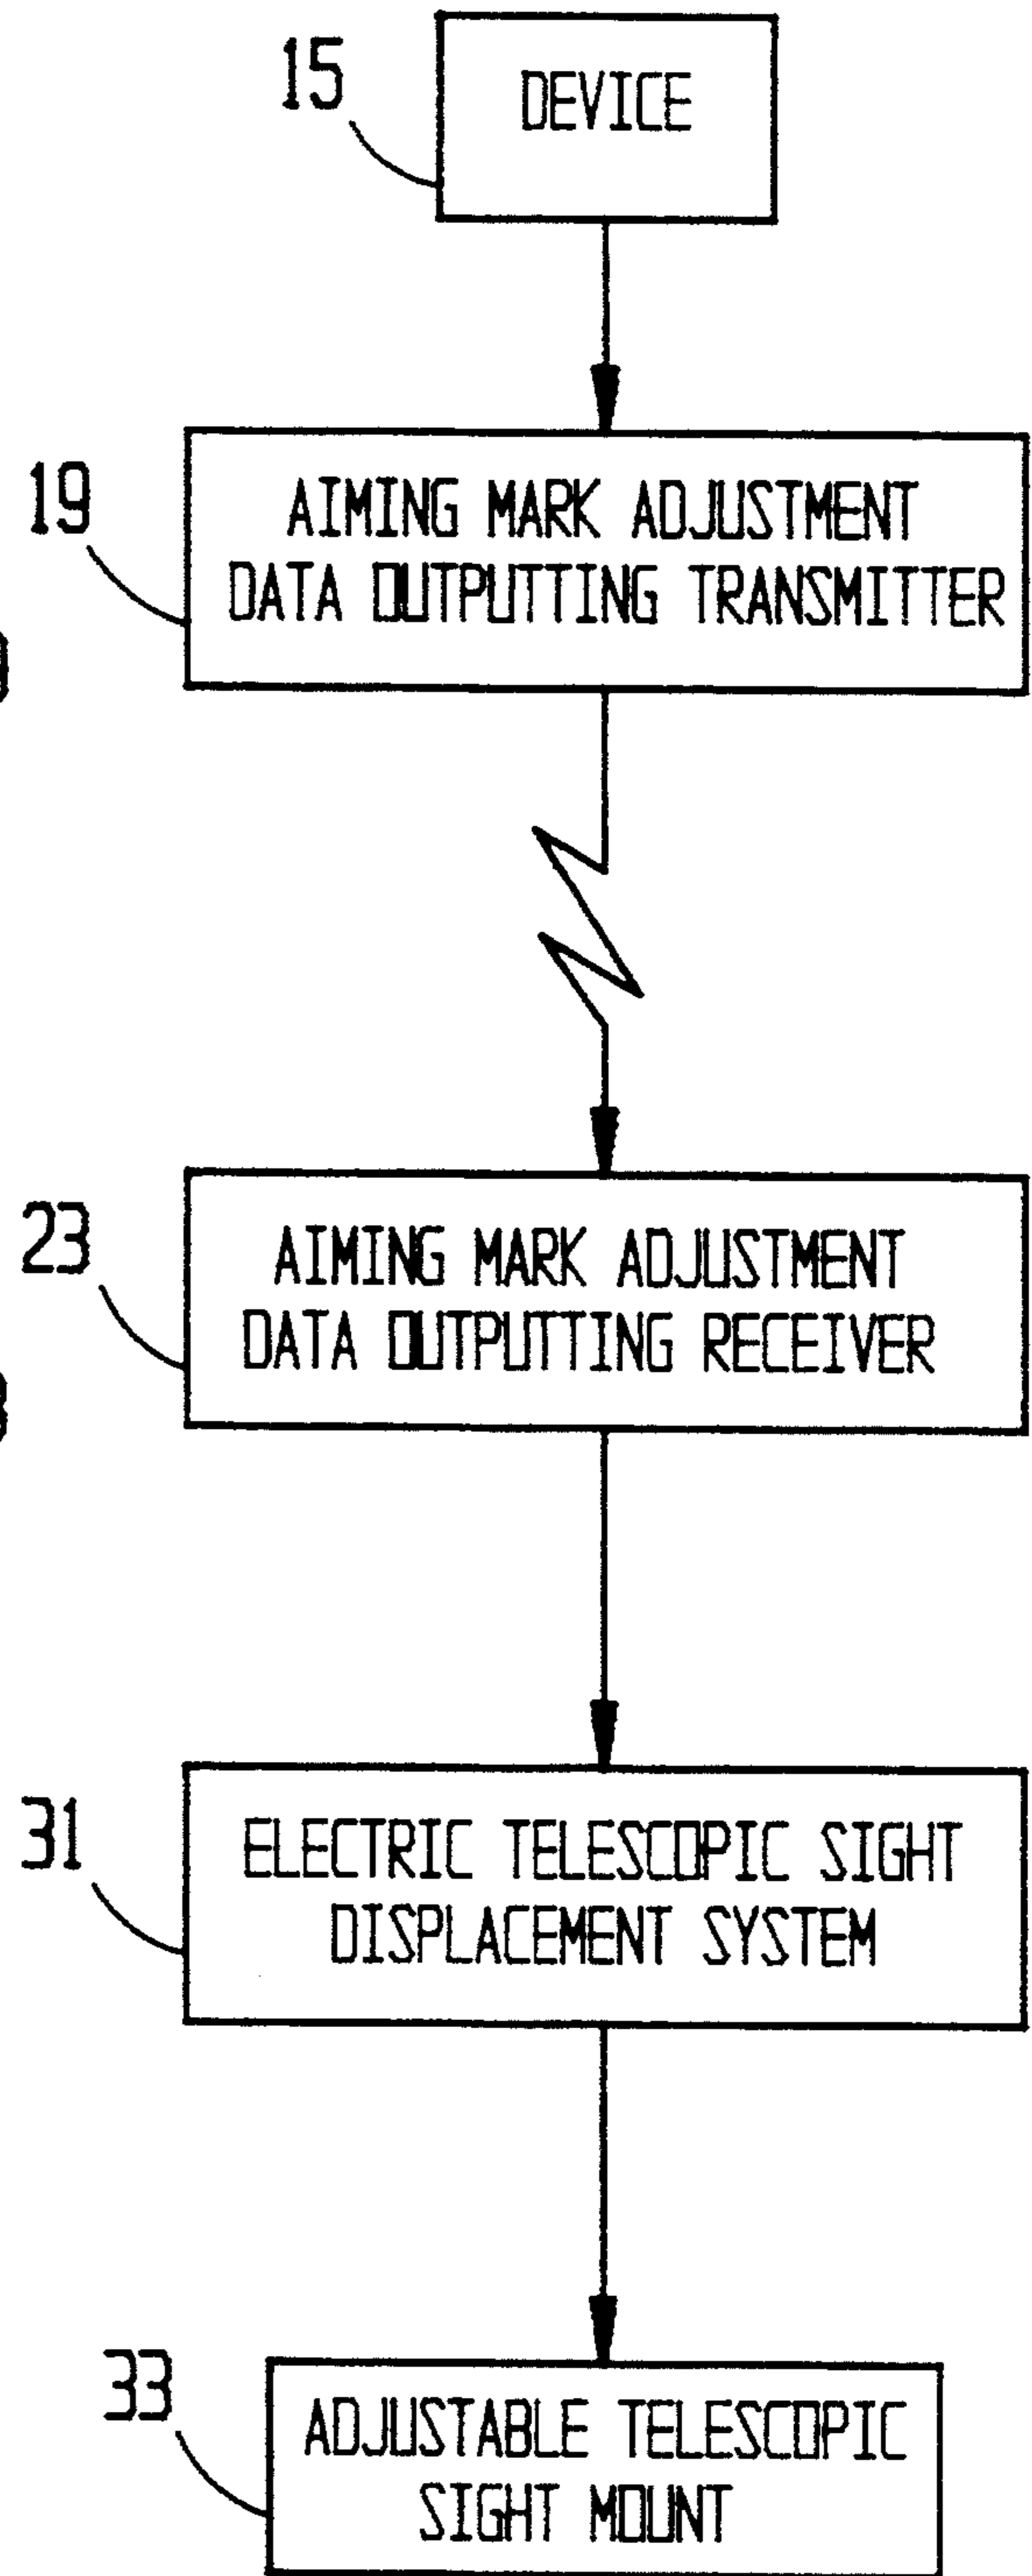 15
DEVICE
19
AIMING MARK ADJUSTMENT
DATA OUTPUTTING TRANSMITTER
23
AIMING MARK ADJUSTMENT
DATA OUTPUTTING RECEIVER
31
ELECTRIC TELESCOPIC SIGHT
DISPLACEMENT SYSTEM
33
ADJUSTABLE TELESCOPIC
SIGHT MOUNT